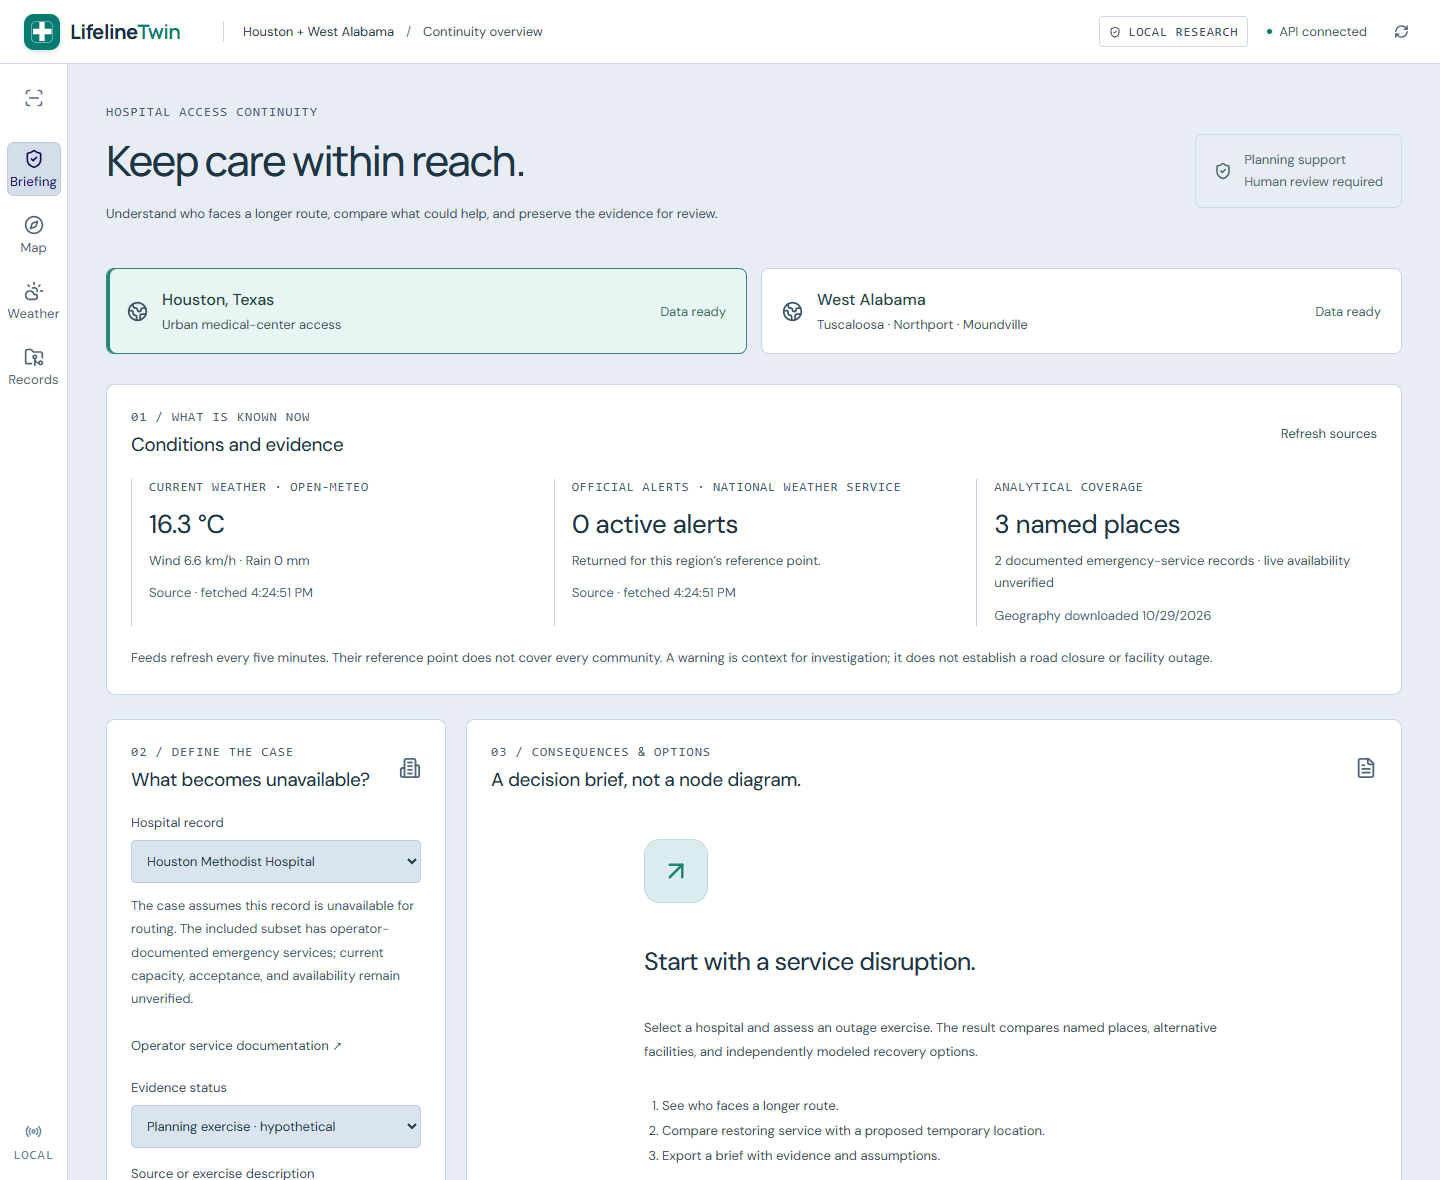 LifelineTwin
Houston + West Alabama / Continuity overview
LOCAL RESEARCH
API connected
Briefing
Map
Weather
Records
LOCAL
HOSPITAL ACCESS CONTINUITY
Keep care within reach.
Understand who faces a longer route, compare what could help, and preserve the evidence for review.
Planning support
Human review required
Houston, Texas
Urban medical-center access
Data ready
West Alabama
Tuscaloosa · Northport · Moundville
Data ready
01 / WHAT IS KNOWN NOW
Conditions and evidence
Refresh sources
CURRENT WEATHER · OPEN-METEO
16.3 °C
Wind 6.6 km/h · Rain 0 mm
Source · fetched 4:24:51 PM
OFFICIAL ALERTS · NATIONAL WEATHER SERVICE
0 active alerts
Returned for this region's reference point.
Source · fetched 4:24:51 PM
ANALYTICAL COVERAGE
3 named places
2 documented emergency-service records · live availability
unverified
Geography downloaded 10/29/2026
Feeds refresh every five minutes. Their reference point does not cover every community. A warning is context for investigation; it does not establish a road closure or facility outage.
02 / DEFINE THE CASE
What becomes unavailable?
Hospital record
Houston Methodist Hospital
The case assumes this record is unavailable for
routing. The included subset has operator-
documented emergency services; current
capacity, acceptance, and availability remain
unverified.
Operator service documentation ↗
Evidence status
Planning exercise · hypothetical
Source or exercise description
03 / CONSEQUENCES & OPTIONS
A decision brief, not a node diagram.
Start with a service disruption.
Select a hospital and assess an outage exercise. The result compares named places, alternative
facilities, and independently modeled recovery options.
1. See who faces a longer route.
2. Compare restoring service with a proposed temporary location.
3. Export a brief with evidence and assumptions.